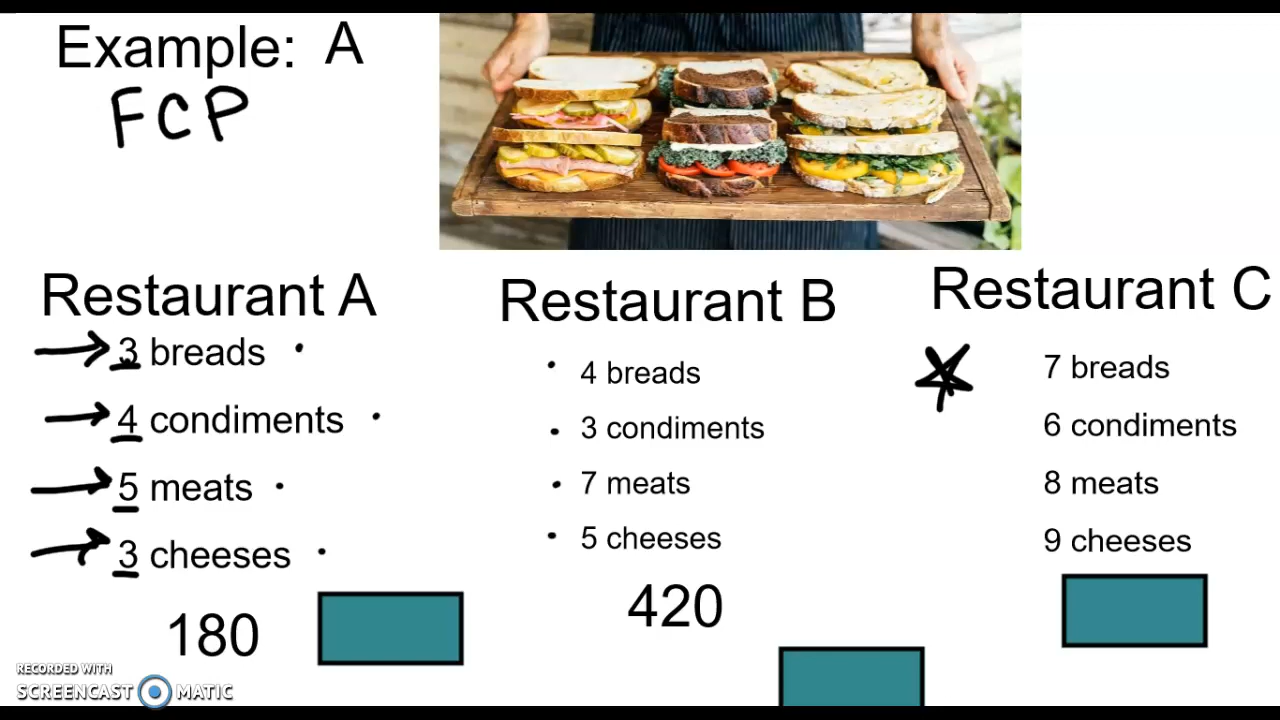 Example: A
FCP
Restaurant A
3 breads
4 condiments
5 meats
3 cheeses
180
Restaurant B
4 breads
3 condiments
7 meats
5 cheeses
420
Restaurant C
7 breads
6 condiments
8 meats
9 cheeses
RECORDED WITH
SCREENCAST MATIC